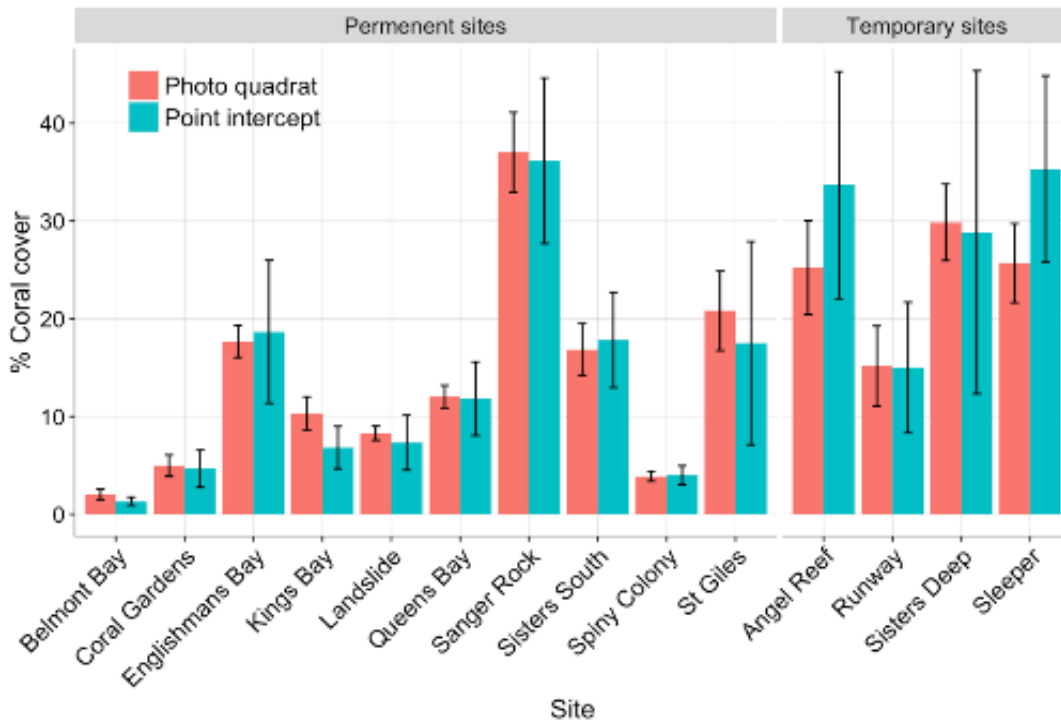 Permenent sites
Temporary sites
Photo quadrat
Point intercept
% Coral cover
40
30
20
10
0
Belmont Bay
Coral Gardens
Englishmans Bay
Kings Bay
Landslide
Queens Bay
Sanger Rock
Sisters South
Spiny Colony
St Giles
Angel Reef
Runway
Sisters Deep
Sleeper
Site